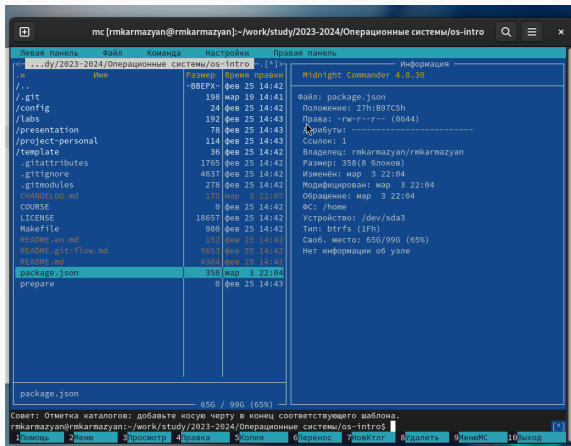 mc [rmkarmazyan@rmkarmazyan]:~/work/study/2023-2024/Операционные системы/os-intro
Левая панель Файл Команда Настройки Правая панель
<— ...dy/2023-2024/Операционные системы/os-intro —.[^]>
.и Имя Размер Время правки
/.. -ВВЕРХ- фев 25 14:42
/.git 198 мар 19 14:41
/config 24 фев 25 14:42
/labs 192 фев 25 14:43
/presentation 78 фев 25 14:43
/project-personal 114 фев 25 14:43
/template 36 фев 25 14:42
.gitattributes 1765 фев 25 14:42
.gitignore 4637 фев 25 14:42
.gitmodules 278 фев 25 14:42
CHANGELOG.md 175 мар 3 22:05
COURSE 0 фев 25 14:42
LICENSE 18657 фев 25 14:42
Makefile 980 фев 25 14:42
README.en.md 152 фев 25 14:42
README.git-flow.md 5653 фев 25 14:42
README.md 4304 фев 25 14:42
package.json 358 мар 3 22:04
prepare 0 фев 25 14:43
package.json
65G / 99G (65%)
Информация
Midnight Commander 4.8.30
Файл: package.json
Положение: 27h:B97C5h
Права: -rw-r--r-- (0644)
Атрибуты: ------------------------
Ссылок: 1
Владелец: rmkarmazyan/rmkarmazyan
Размер: 358(8 блоков)
Изменён: мар 3 22:04
Модифицирован: мар 3 22:04
Обращение: мар 3 22:04
ФС: /home
Устройство: /dev/sda3
Тип: btrfs (1Fh)
Своб. место: 65G/99G (65%)
Нет информации об узле
Совет: Отметка каталогов: добавьте косую черту в конец соответствующего шаблона.
rmkarmazyan@rmkarmazyan:~/work/study/2023-2024/Операционные системы/os-intro$ [^]
1Помощь 2Меню 3Просмотр 4Правка 5Копия 6Перенос 7НовКтлг 8Удалить 9МенюMC 10Выход